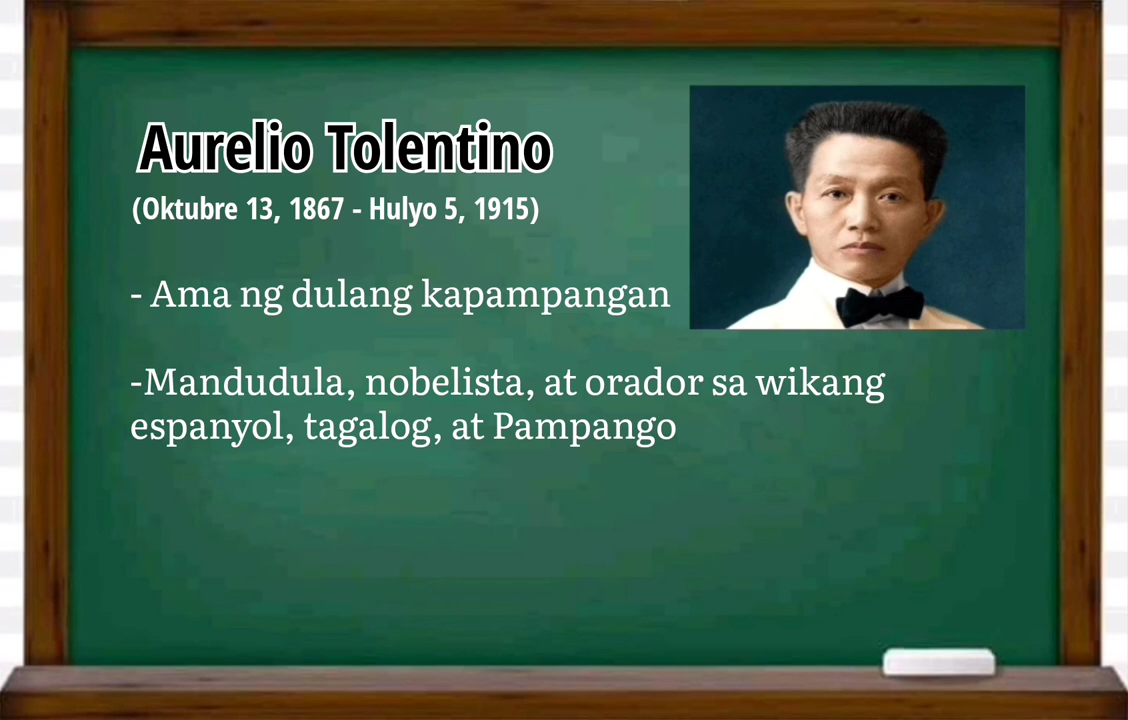 Aurelio Tolentino
(Oktubre 13, 1867 - Hulyo 5, 1915)
- Ama ng dulang kapampangan
-Mandudula, nobelista, at orador sa wikang
espanyol, tagalog, at Pampango